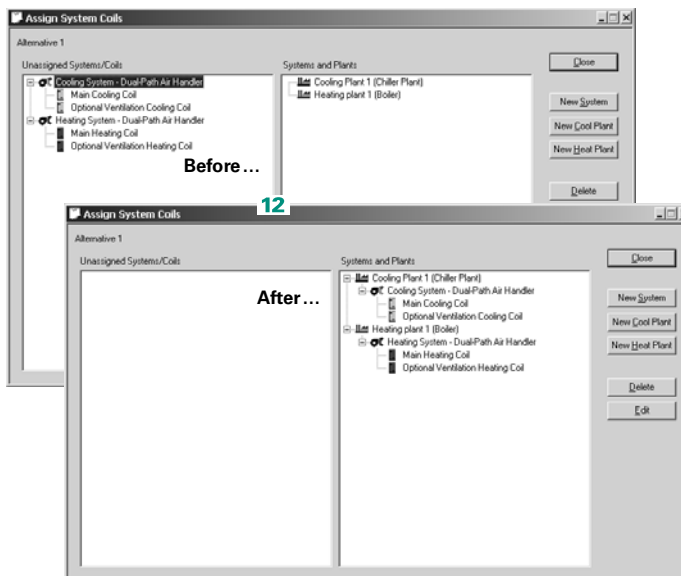 Assign System Coils
Alternative 1
Unassigned Systems/Coils
Cooling System - Dual-Path Air Handler
Main Cooling Coil
Optional Ventilation Cooling Coil
Heating System - Dual-Path Air Handler
Main Heating Coil
Optional Ventilation Heating Coil
Systems and Plants
Cooling Plant 1 (Chiller Plant)
Heating plant 1 (Boiler)
Close
New System
New Cool Plant
New Heat Plant
Delete
Before...
12
Assign System Coils
Alternative 1
Unassigned Systems/Coils
After...
Systems and Plants
Cooling Plant 1 (Chiller Plant)
Cooling System - Dual-Path Air Handler
Main Cooling Coil
Optional Ventilation Cooling Coil
Heating plant 1 (Boiler)
Heating System - Dual-Path Air Handler
Main Heating Coil
Optional Ventilation Heating Coil
Close
New System
New Cool Plant
New Heat Plant
Delete
Edit